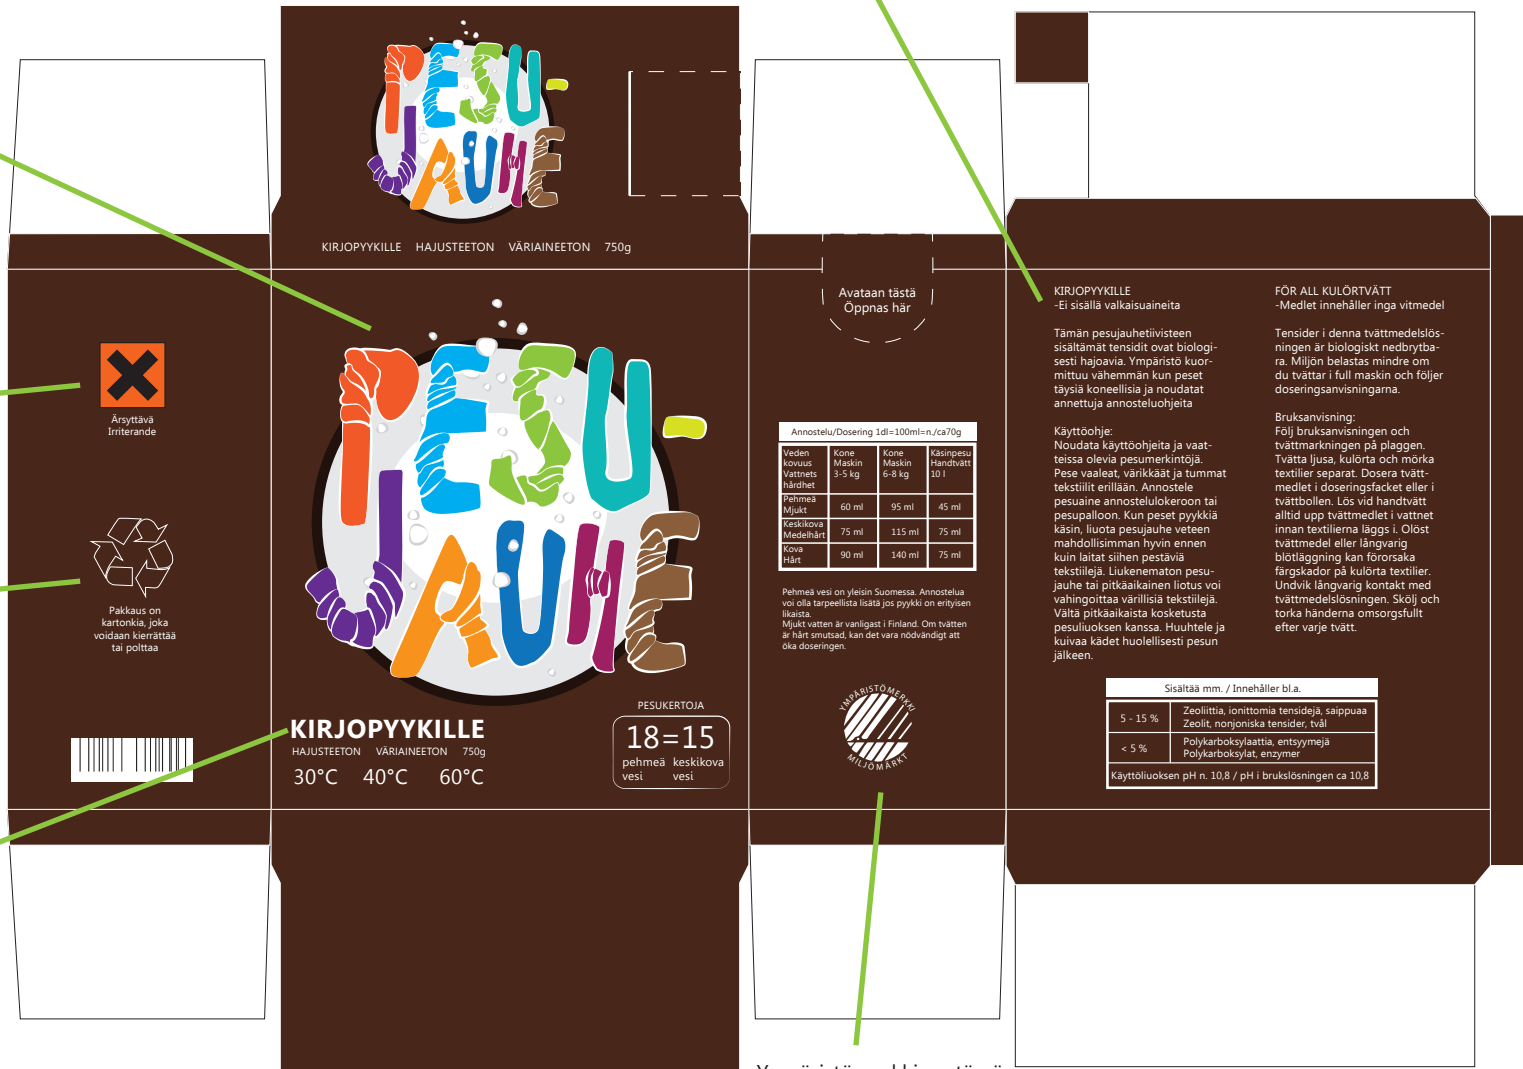 PESU-
JAUHE
KIRJOPYYKILLE HAJUSTEETON VÄRIAINEETON 750g
Ärsyttävä
Irriterande
Pakkaus on
kartonkia, joka
voidaan kierrättää
tai polttaa
PESU-
JAUHE
KIRJOPYYKILLE
HAJUSTEETON VÄRIAINEETON 750g
30°C 40°C 60°C
PESUKERTOJA
18=15
pehmeä keskikova
vesi vesi
Avataan tästä
Öppnas här
Annostelu/Dosering 1dl=100ml=n./ca70g
Veden
kovuus
Vattnets
hårdhet
Kone
Maskin
3-5 kg
Kone
Maskin
6-8 kg
Käsinpesu
Handtvätt
10 l
Pehmeä
Mjukt
60 ml 95 ml 45 ml
Keskikova
Medelhårt
75 ml 115 ml 75 ml
Kova
Hårt
90 ml 140 ml 75 ml
Pehmeä vesi on yleisin Suomessa. Annostelua
voi olla tarpeellista lisätä jos pyykki on erityisen
likaista.
Mjukt vatten är vanligast i Finland. Om tvätten
är hårt smutsad, kan det vara nödvändigt att
öka doseringen.
YMPÄRISTÖMERKKI
MILJÖMÄRKT
KIRJOPYYKILLE
-Ei sisällä valkaisuaineita
Tämän pesujauhetiivisteen
sisältämät tensidit ovat biologi-
sesti hajoavia. Ympäristö kuor-
mittuu vähemmän kun peset
täysiä koneellisia ja noudatat
annettuja annosteluohjeita
Käyttöohje:
Noudata käyttöohjeita ja vaat-
teissa olevia pesumerkintöjä.
Pese vaaleat, värikkäät ja tummat
tekstiilit erillään. Annostele
pesuaine annostelulokeroon tai
pesupalloon. Kun peset pyykkiä
käsin, liuota pesujauhe veteen
mahdollisimman hyvin ennen
kuin laitat siihen pestäviä
tekstiilejä. Liukenematon pesu-
jauhe tai pitkäaikainen liotus voi
vahingoittaa värillisiä tekstiilejä.
Vältä pitkäaikaista kosketusta
pesuliuoksen kanssa. Huuhtele ja
kuivaa kädet huolellisesti pesun
jälkeen.
FÖR ALL KULÖRTVÄTT
-Medlet innehåller inga vitmedel
Tensider i denna tvättmedelslös-
ningen är biologiskt nedbrytba-
ra. Miljön belastas mindre om
du tvättar i full maskin och följer
doseringsanvisningarna.
Bruksanvisning:
Följ bruksanvisningen och
tvättmarkningen på plaggen.
Tvätta ljusa, kulörta och mörka
textilier separat. Dosera tvätt-
medlet i doseringsfacket eller i
tvättbollen. Lös vid handtvätt
alltid upp tvättmedlet i vattnet
innan textilierna läggs i. Olöst
tvättmedel eller långvarig
blötläggning kan förorsaka
färgskador på kulörta textilier.
Undvik långvarig kontakt med
tvättmedelslösningen. Skölj och
torka händerna omsorgsfullt
efter varje tvätt.
Sisältää mm. / Innehåller bl.a.
5 - 15 %
Zeoliittia, ionittomia tensidejä, saippuaa
Zeolit, nonjoniska tensider, tvål
< 5 %
Polykarboksylaattia, entsyymejä
Polykarboksylat, enzymer
Käyttöliuoksen pH n. 10,8 / pH i brukslösningen ca 10,8